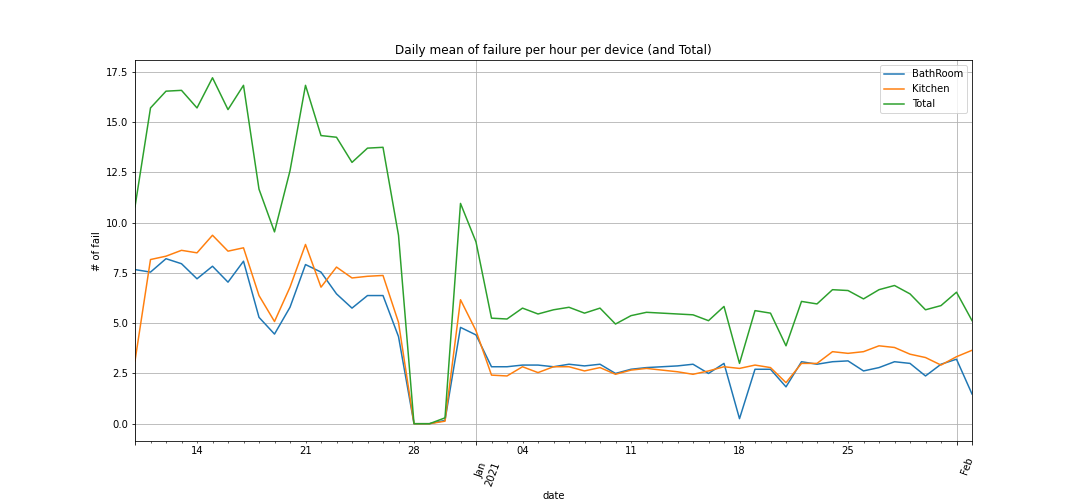 Daily mean of failure per hour per device (and Total)
BathRoom
Kitchen
Total
17.5
15.0
12.5
10.0
7.5
5.0
2.5
0.0
# of fail
14
21
28
Jan
2021
04
11
18
25
Feb
date